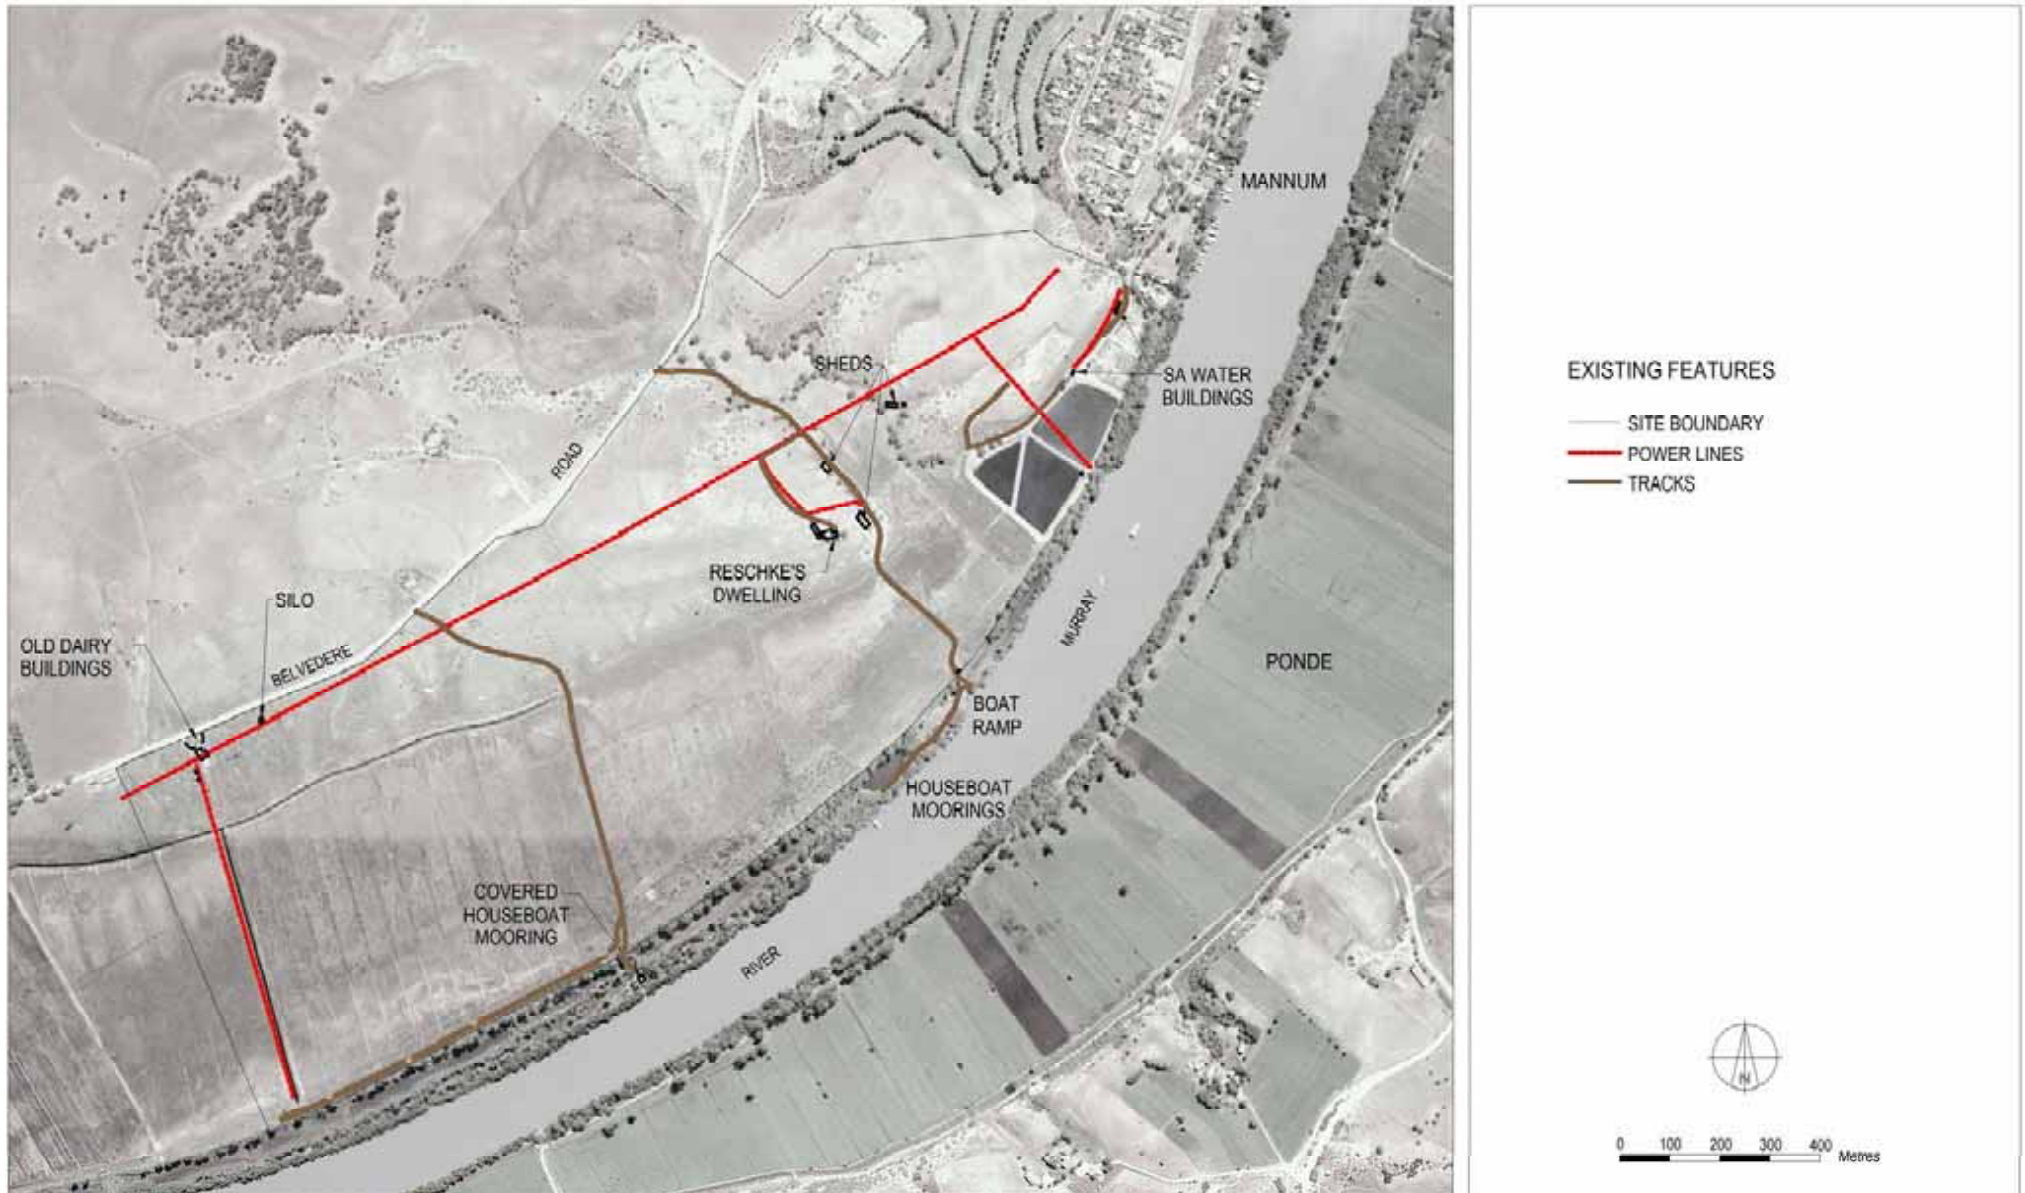 MANNUM
SHEDS
SA WATER
BUILDINGS
ROAD
RESCHKE'S
DWELLING
SILO
OLD DAIRY
BUILDINGS
BELVEDERE
MURRAY
PONDE
BOAT
RAMP
HOUSEBOAT
MOORINGS
COVERED
HOUSEBOAT
MOORING
RIVER
EXISTING FEATURES
SITE BOUNDARY
POWER LINES
TRACKS
N
0 100 200 300 400 Metres